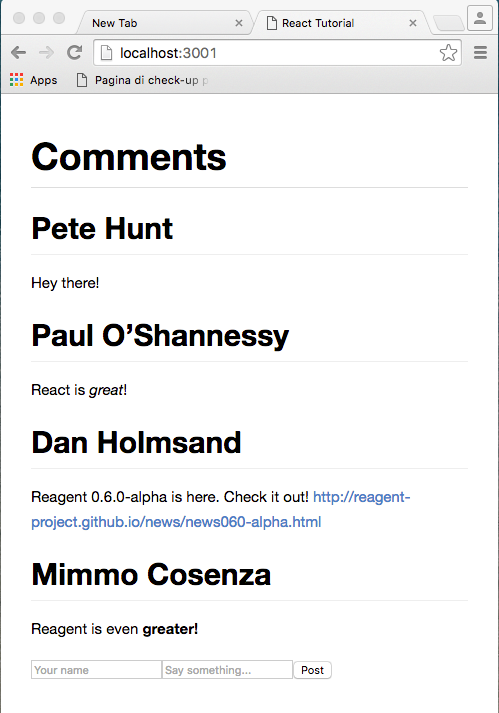 New Tab
React Tutorial
localhost:3001
Apps
Pagina di check-up p
Comments
Pete Hunt
Hey there!
Paul O’Shannessy
React is great!
Dan Holmsand
Reagent 0.6.0-alpha is here. Check it out! http://reagent-
project.github.io/news/news060-alpha.html
Mimmo Cosenza
Reagent is even greater!
Your name
Say something...
Post